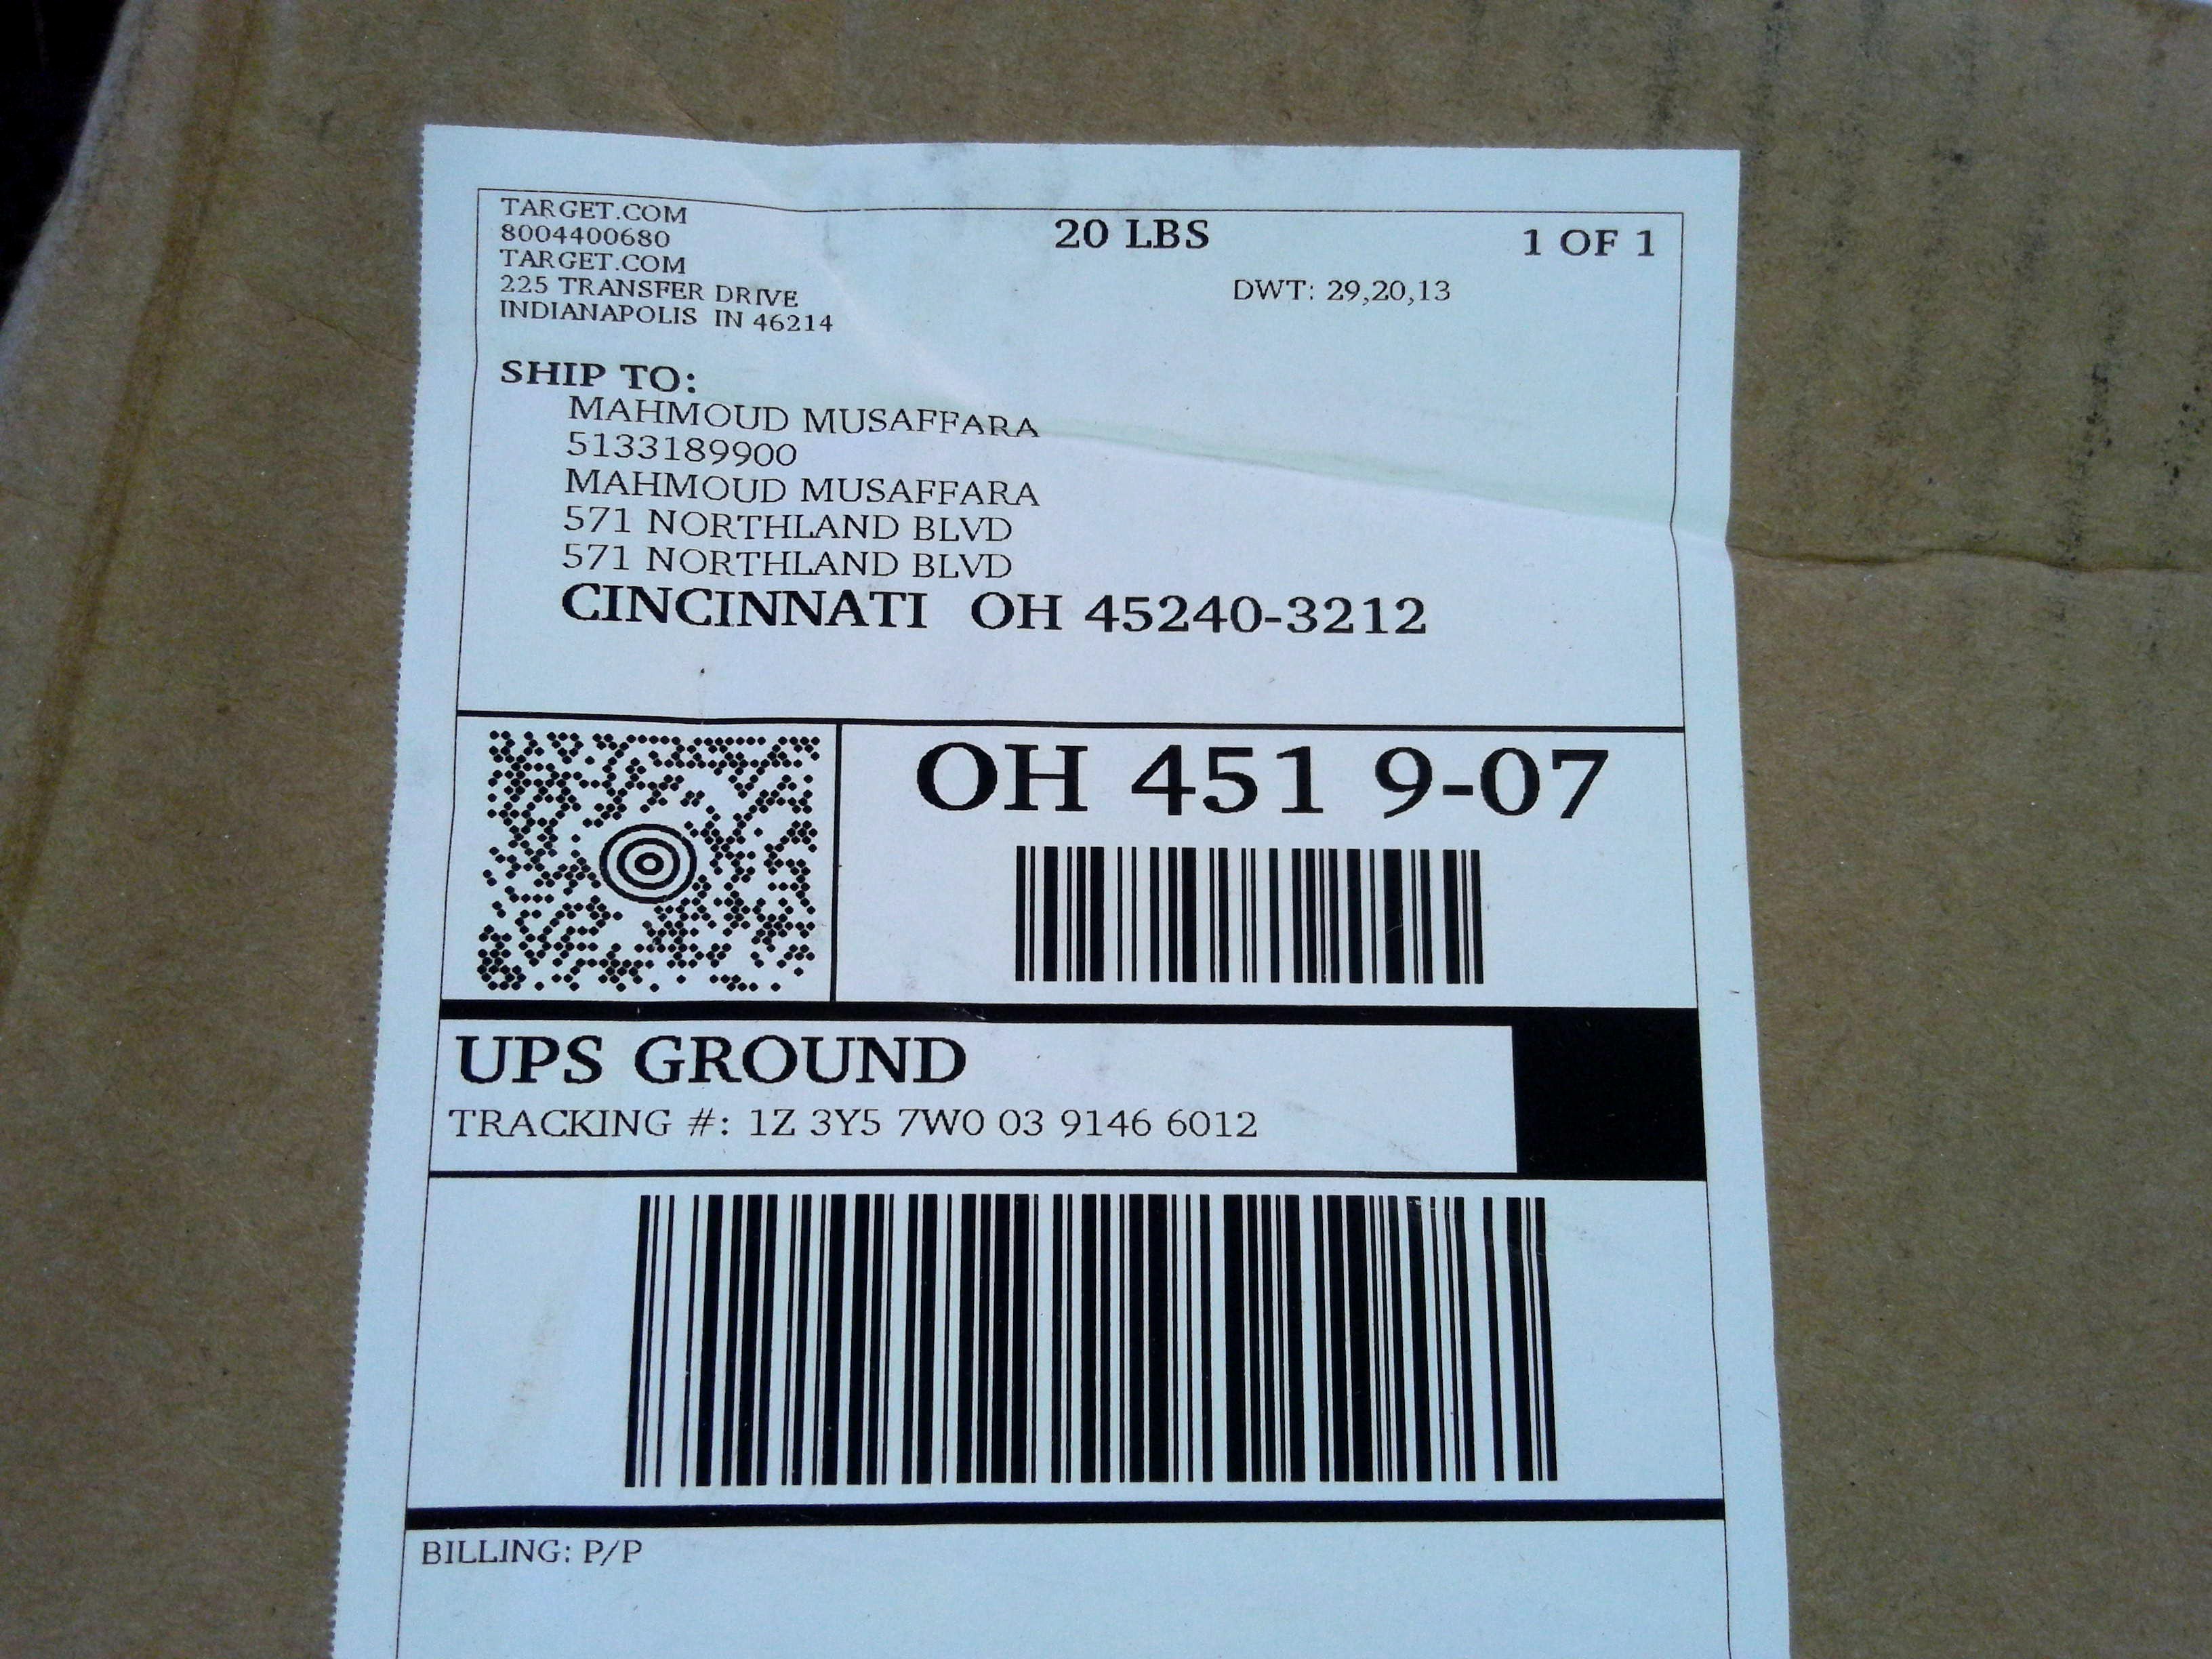 TARGET.COM
8004400680
TARGET.COM
225 TRANSFER DRIVE
INDIANAPOLIS IN 46214
20 LBS
1 OF 1
DWT: 29,20,13
SHIP TO:
MAHMOUD MUSAFFARA
5133189900
MAHMOUD MUSAFFARA
571 NORTHLAND BLVD
571 NORTHLAND BLVD
CINCINNATI OH 45240-3212
OH 451 9-07
UPS GROUND
TRACKING #: 1Z 3Y5 7W0 03 9146 6012
BILLING: P/P